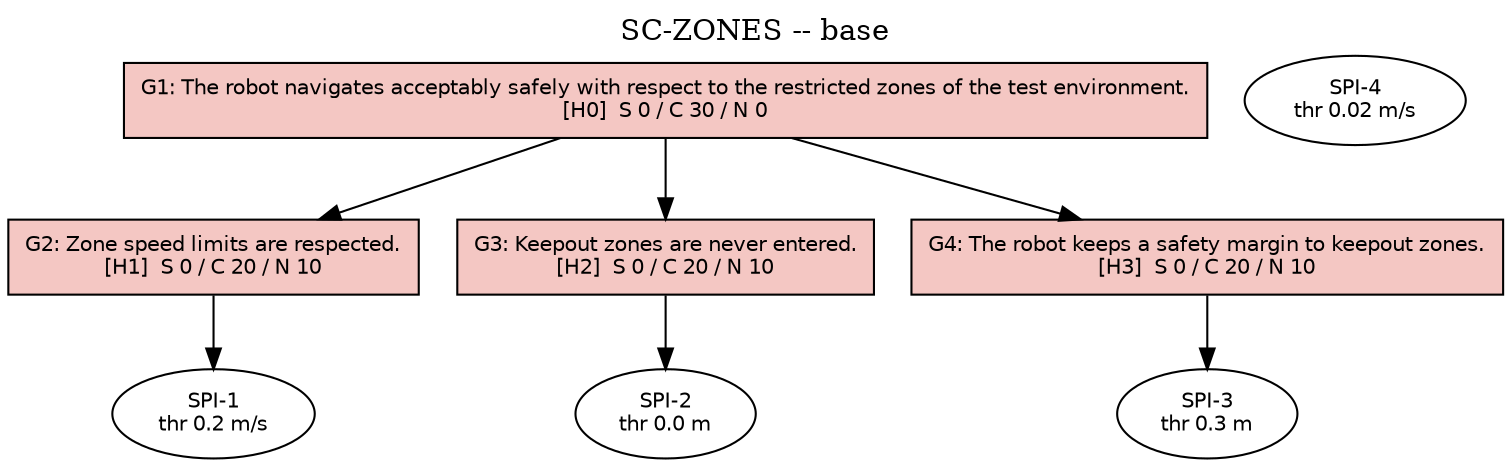 SC-ZONES -- base
G1: The robot navigates acceptably safely with respect to the restricted zones of the test environment.
[H0]  S 0 / C 30 / N 0
SPI-4
thr 0.02 m/s
G2: Zone speed limits are respected.
[H1]  S 0 / C 20 / N 10
G3: Keepout zones are never entered.
[H2]  S 0 / C 20 / N 10
G4: The robot keeps a safety margin to keepout zones.
[H3]  S 0 / C 20 / N 10
SPI-1
thr 0.2 m/s
SPI-2
thr 0.0 m
SPI-3
thr 0.3 m